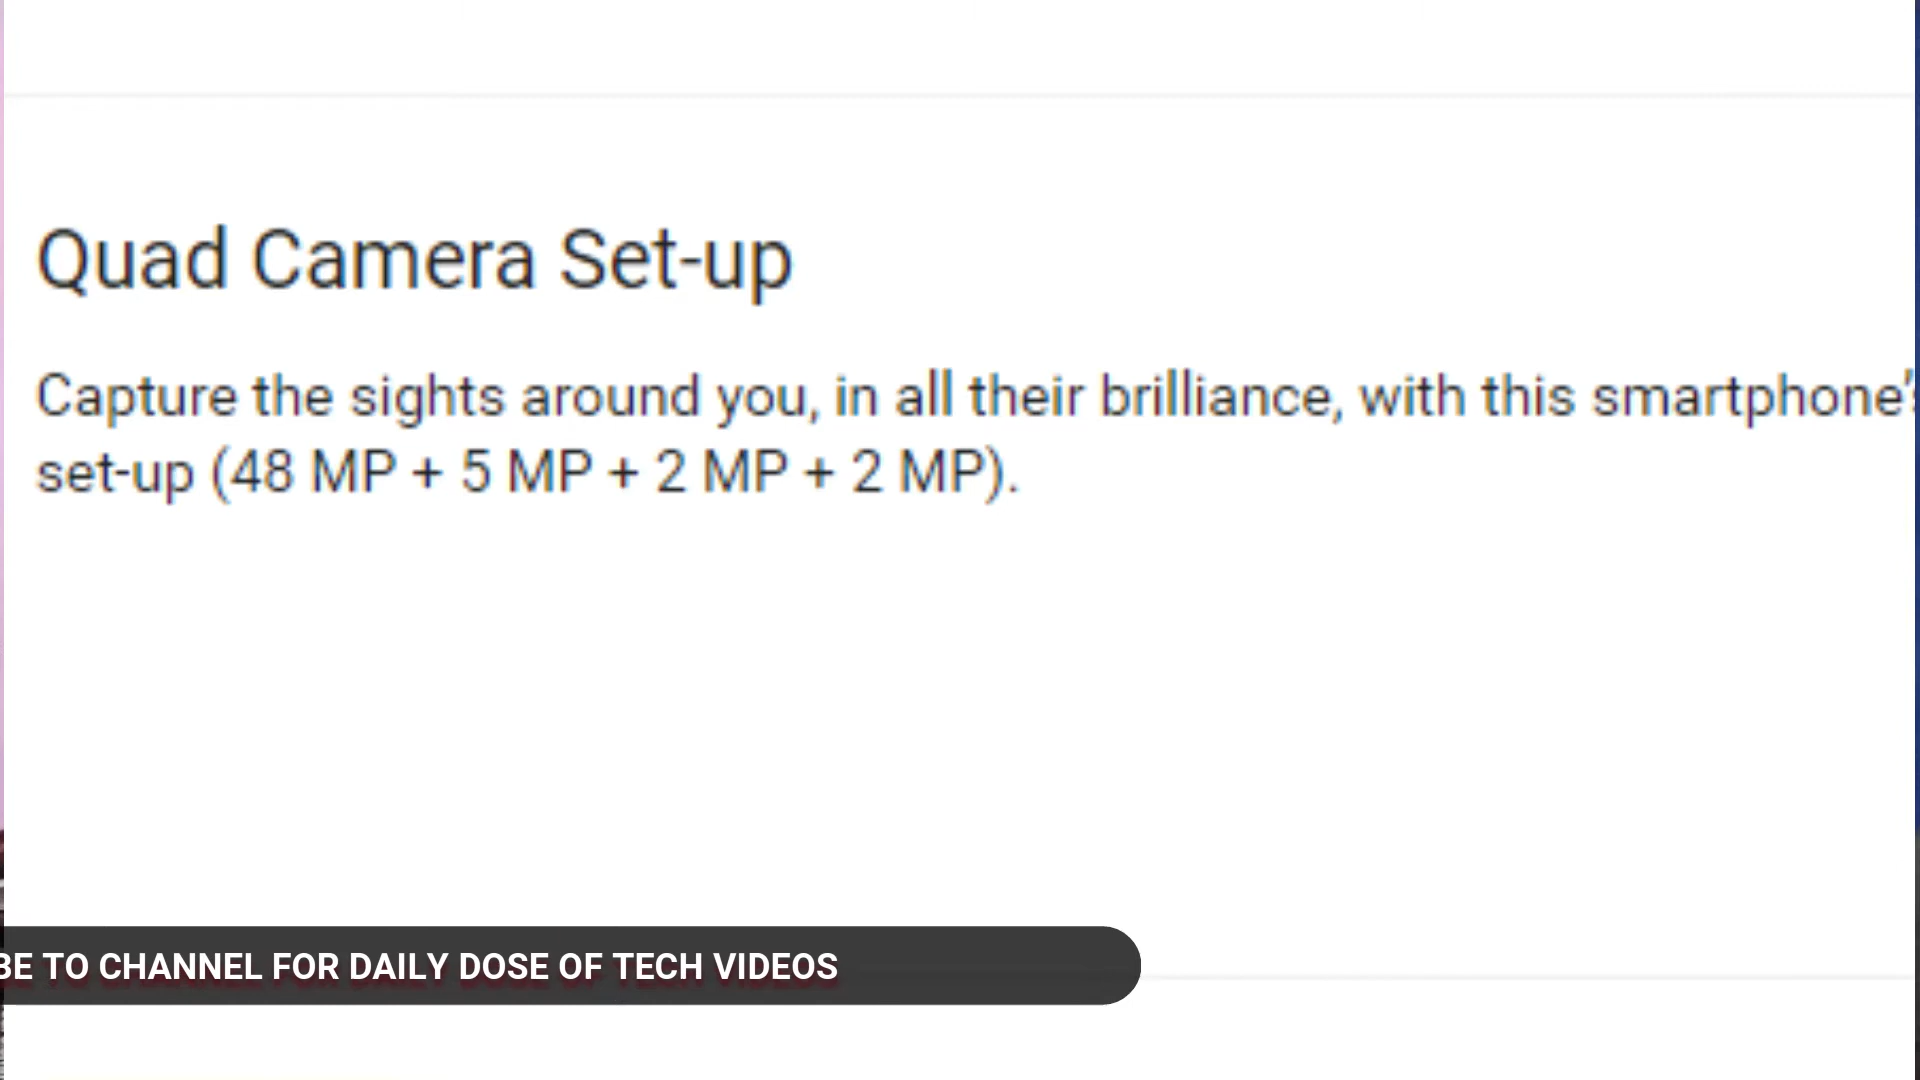 Quad Camera Set-up
Capture the sights around you, in all their brilliance, with this smartphone's
set-up (48 MP + 5 MP + 2 MP + 2 MP).
TO CHANNEL FOR DAILY DOSE OF TECH VIDEOS